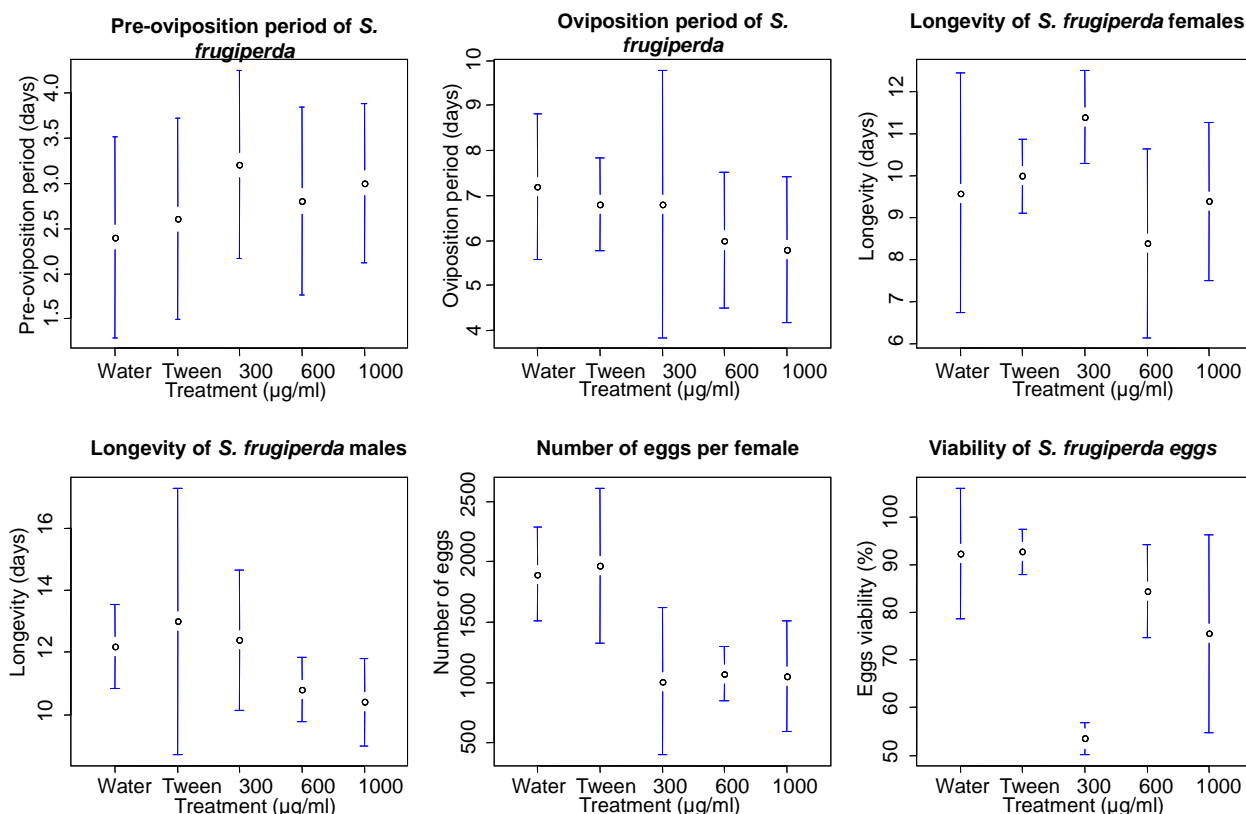 Pre-oviposition period of S.
frugiperda
Pre-oviposition period (days)
4.0
3.5
3.0
2.5
2.0
1.5
Water Tween 300 600 1000
Treatment (µg/ml)
Oviposition period of S.
frugiperda
Oviposition period (days)
10
9
8
7
6
5
4
Water Tween 300 600 1000
Treatment (µg/ml)
Longevity of S. frugiperda females
Longevity (days)
12
11
10
9
8
7
6
Water Tween 300 600 1000
Treatment (µg/ml)
Longevity of S. frugiperda males
Longevity (days)
16
14
12
10
Water Tween 300 600 1000
Treatment (µg/ml)
Number of eggs per female
Number of eggs
2500
2000
1500
1000
500
Water Tween 300 600 1000
Treatment (µg/ml)
Viability of S. frugiperda eggs
Eggs viability (%)
100
90
80
70
60
50
Water Tween 300 600 1000
Treatment (µg/ml)